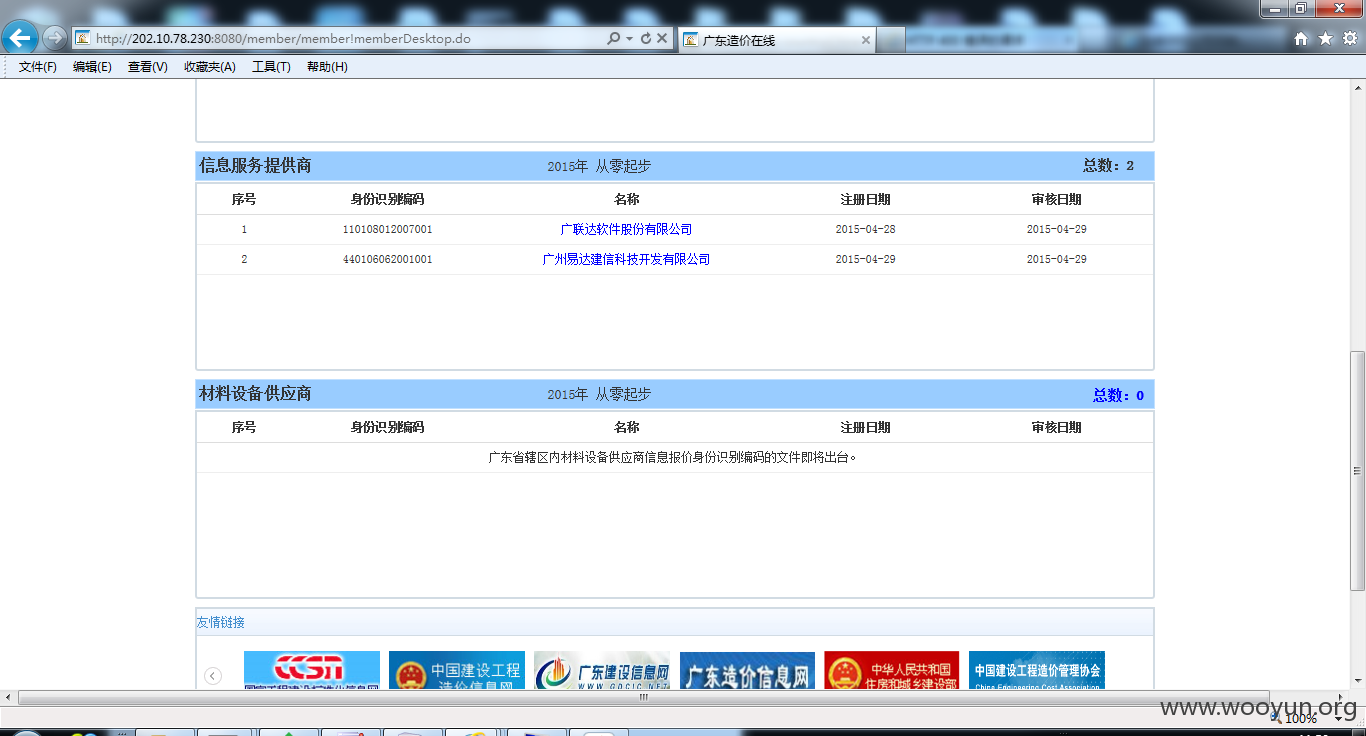 http://202.10.78.230:8080/member/member!memberDesktop.do
广东造价在线
文件(F) 编辑(E) 查看(V) 收藏夹(A) 工具(T) 帮助(H)
信息服务提供商 2015年 从零起步 总数：2
序号 身份识别编码 名称 注册日期 审核日期
1 110108012007001 广联达软件股份有限公司 2015-04-28 2015-04-29
2 440106062001001 广州易达建信科技开发有限公司 2015-04-29 2015-04-29
材料设备供应商 2015年 从零起步 总数：0
序号 身份识别编码 名称 注册日期 审核日期
广东省辖区内材料设备供应商信息报价身份识别编码的文件即将出台。
友情链接
CCSN
中国建设工程
造价信息网
广东建设信息网
WWW.GDCIC.NET
广东造价信息网
中华人民共和国
住房和城乡建设部
中国建设工程造价管理协会
China Engineering Cost Association
www.wooyun.org
100%